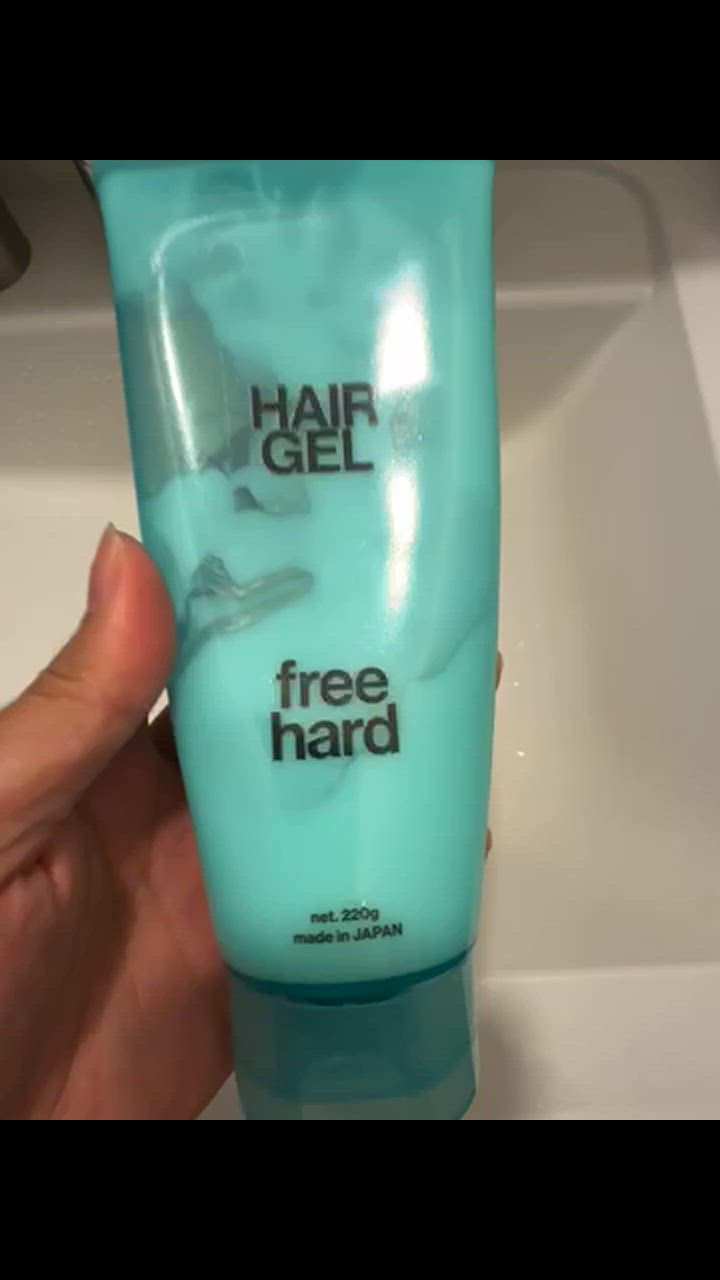 HAIR
GEL
free
hard
net. 220g
made in JAPAN